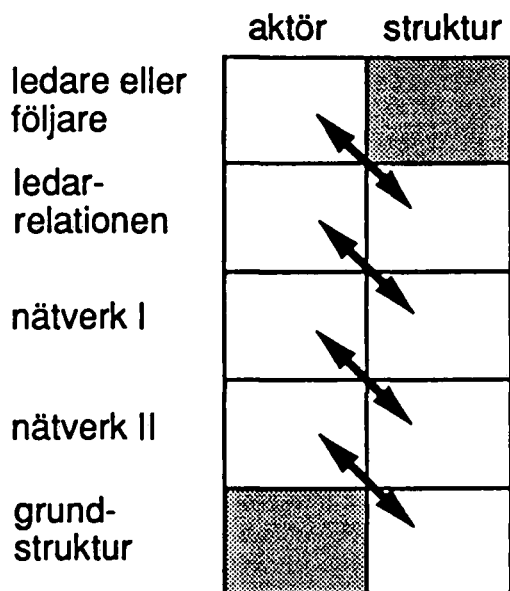 aktör struktur
ledare eller
följare
ledar-
relationen
nätverk I
nätverk II
grund-
struktur